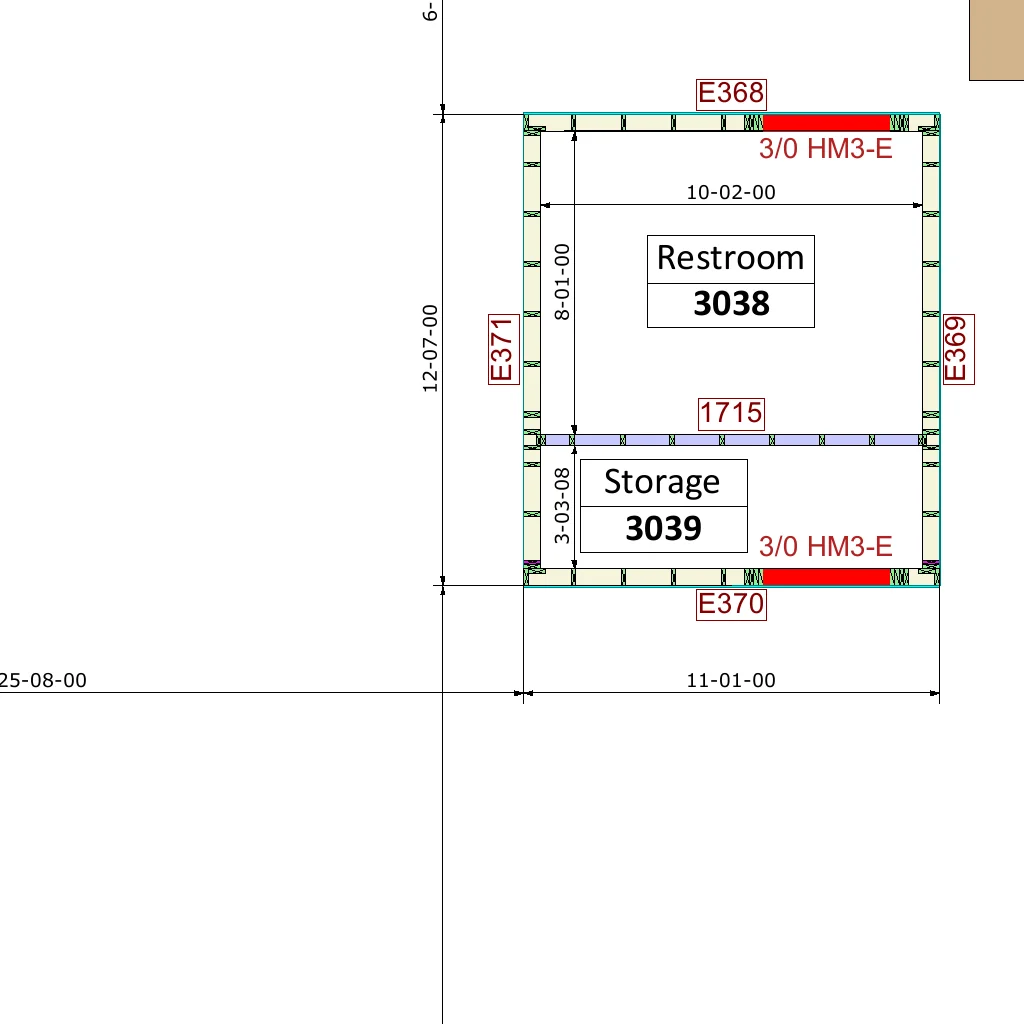 6-
E368
3/0 HM3-E
10-02-00
8-01-00
Restroom
3038
12-07-00
E371
E369
1715
Storage
3039
3-03-08
3/0 HM3-E
E370
25-08-00
11-01-00